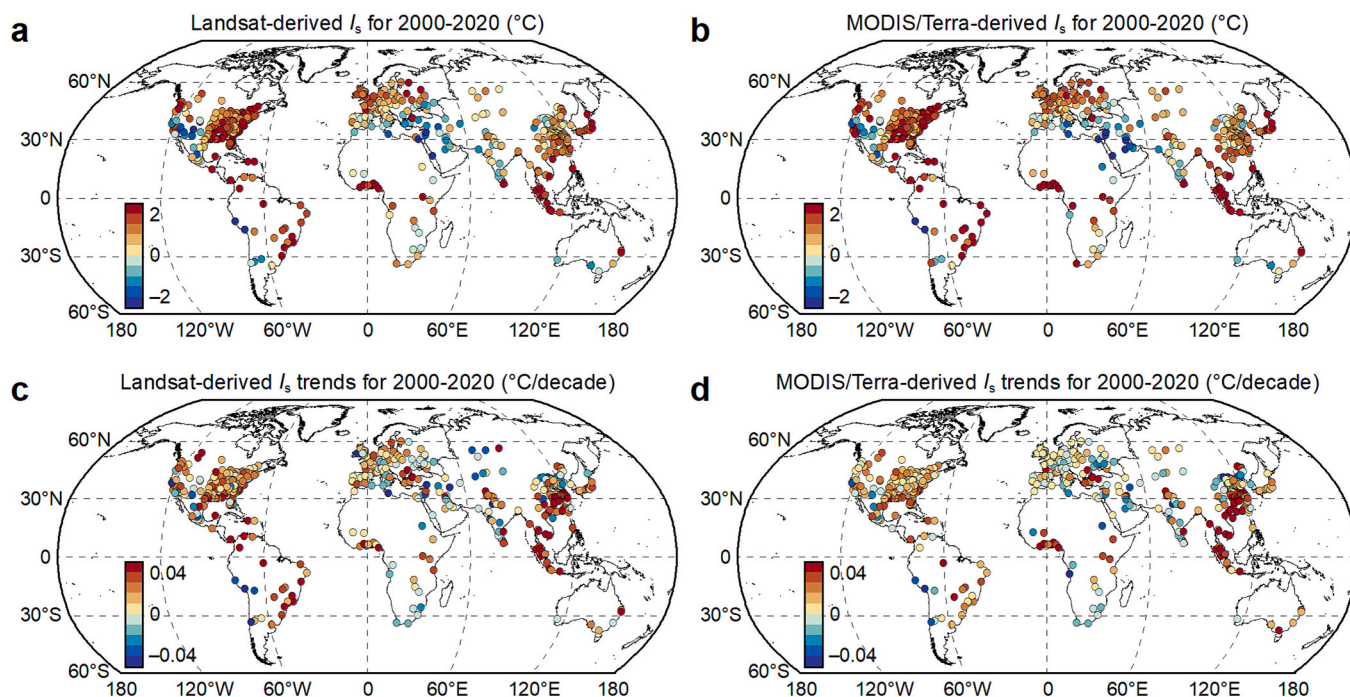 a
Landsat-derived Is for 2000-2020 (°C)
60°N
30°N
0
30°S
60°S
2
0
−2
180
120°W
60°W
0
60°E
120°E
180
b
MODIS/Terra-derived Is for 2000-2020 (°C)
60°N
30°N
0
30°S
60°S
2
0
−2
180
120°W
60°W
0
60°E
120°E
180
c
Landsat-derived Is trends for 2000-2020 (°C/decade)
60°N
30°N
0
30°S
60°S
0.04
0
−0.04
180
120°W
60°W
0
60°E
120°E
180
d
MODIS/Terra-derived Is trends for 2000-2020 (°C/decade)
60°N
30°N
0
30°S
60°S
0.04
0
−0.04
180
120°W
60°W
0
60°E
120°E
180